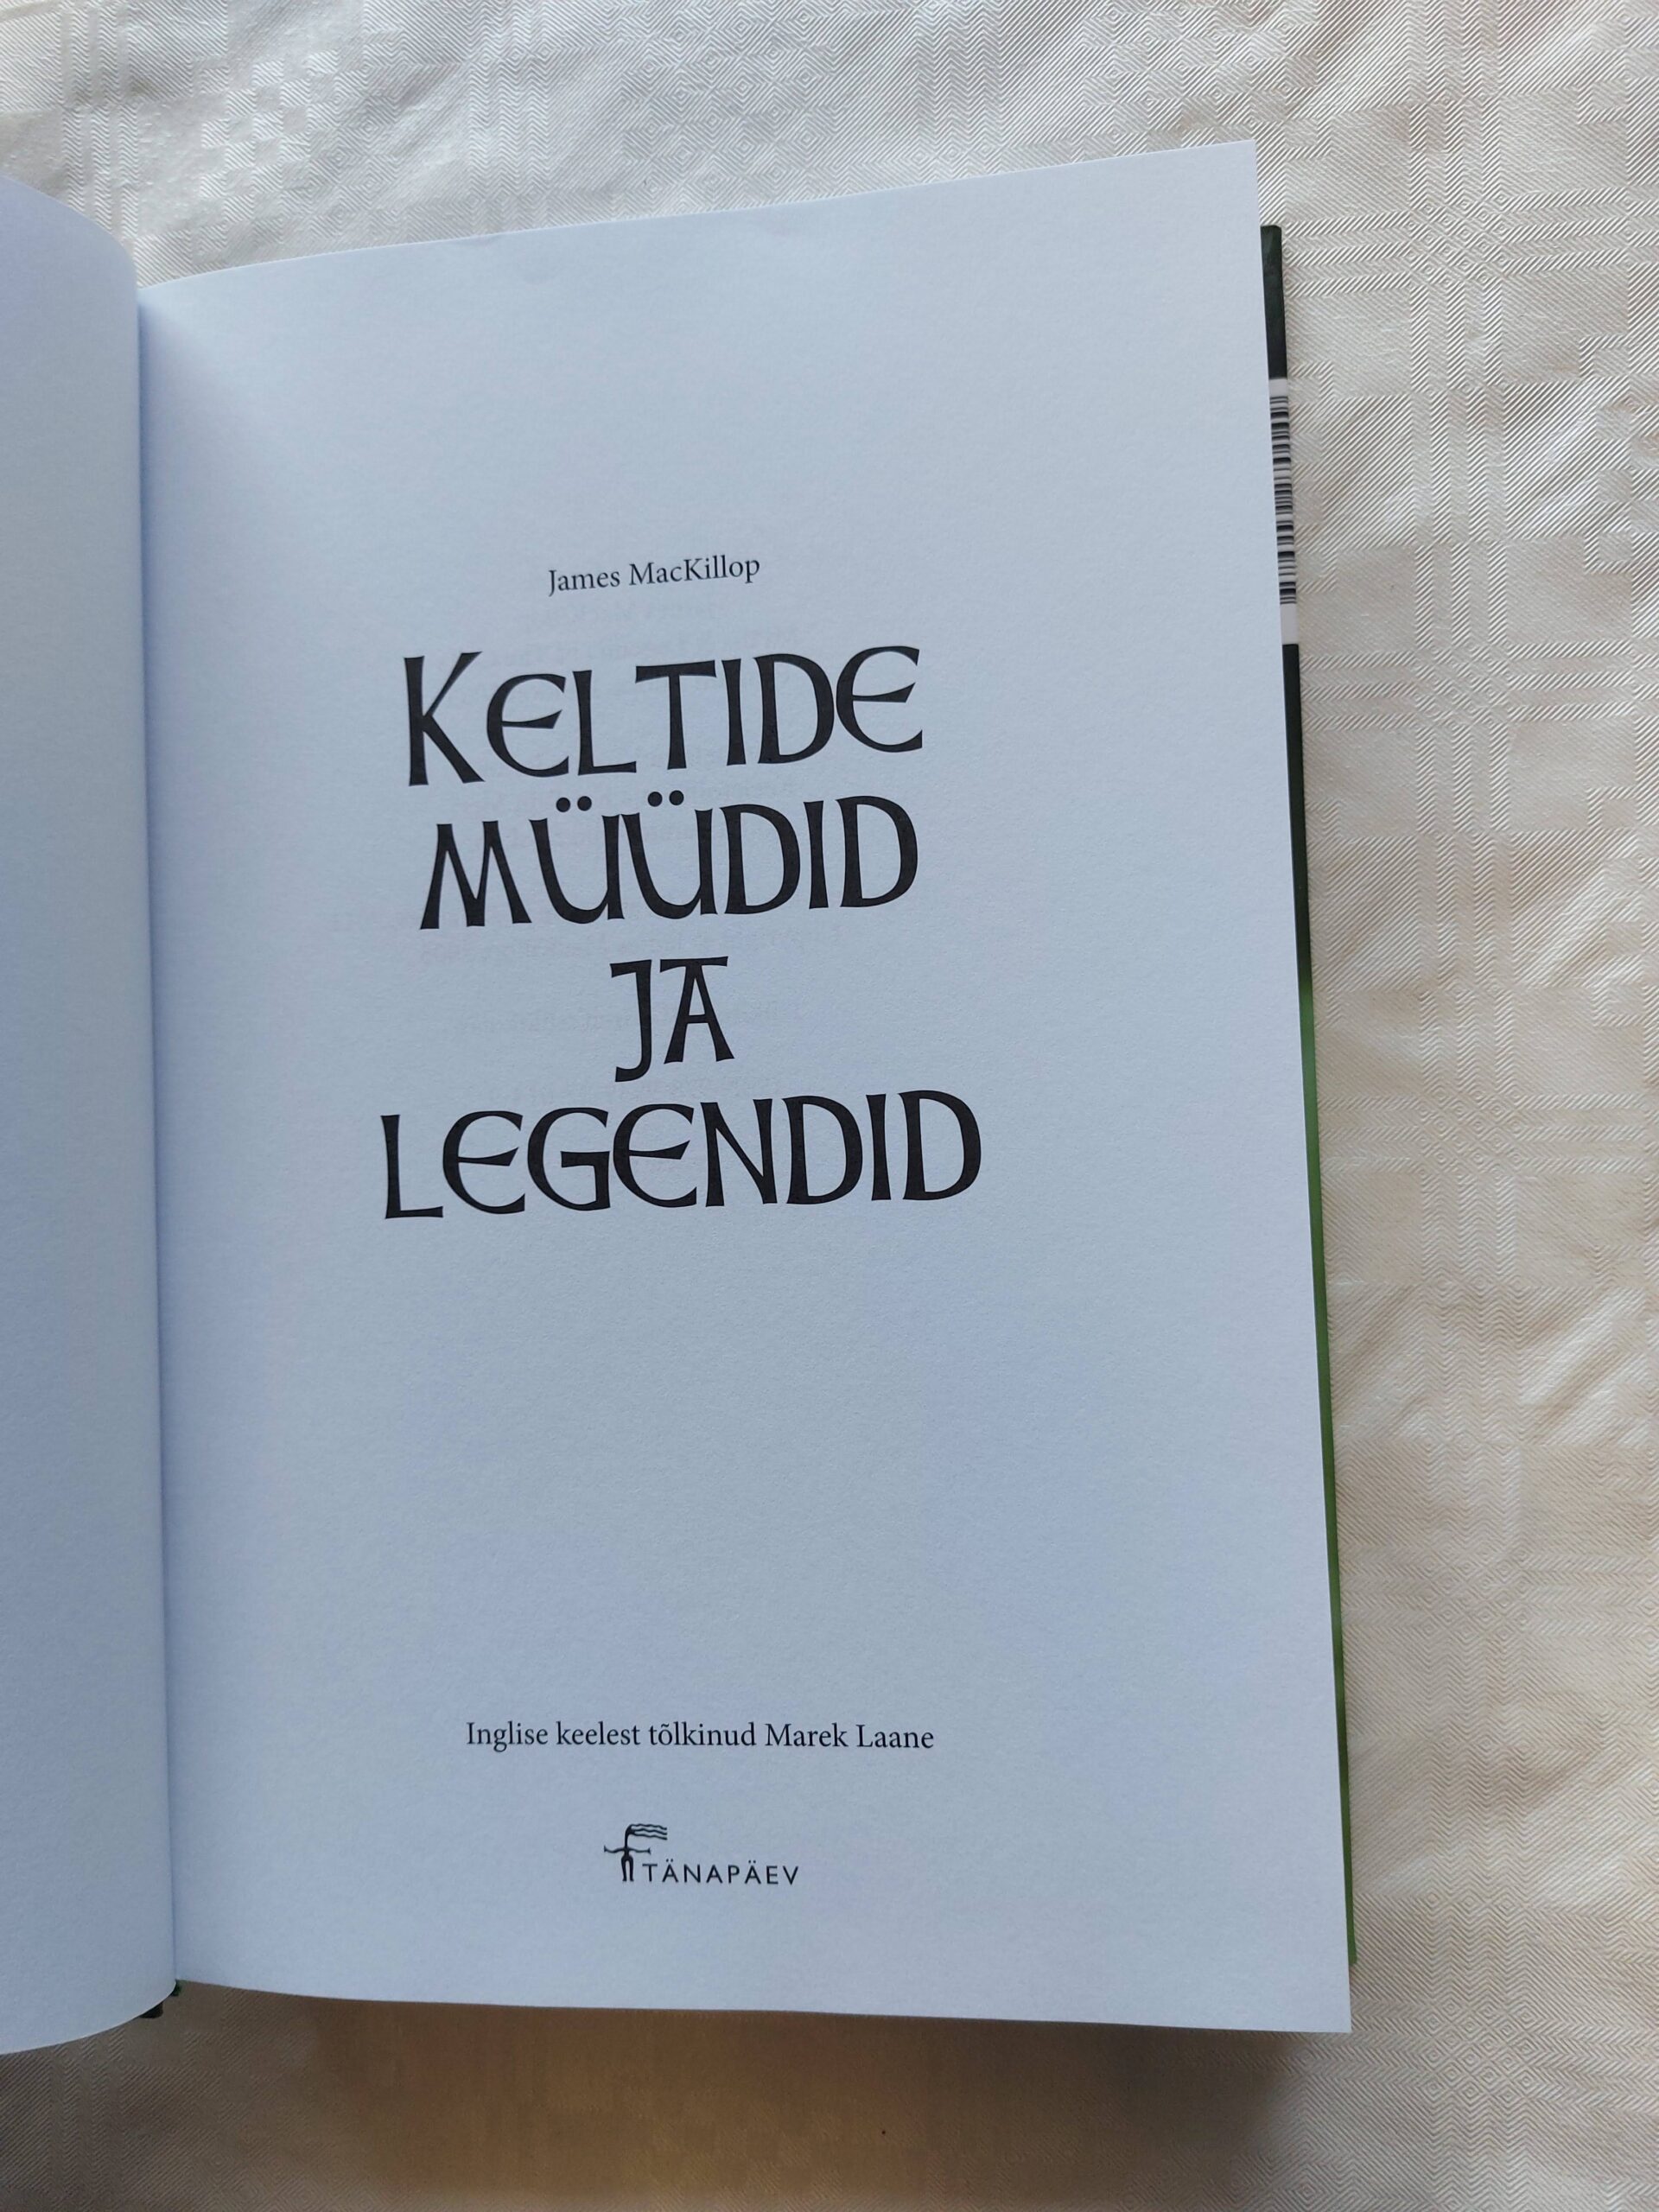 James MacKillop
KELTIDE
MÜÜDID
JA
LEGENDID
Inglise keelest tõlkinud Marek Laane
TÄNAPÄEV